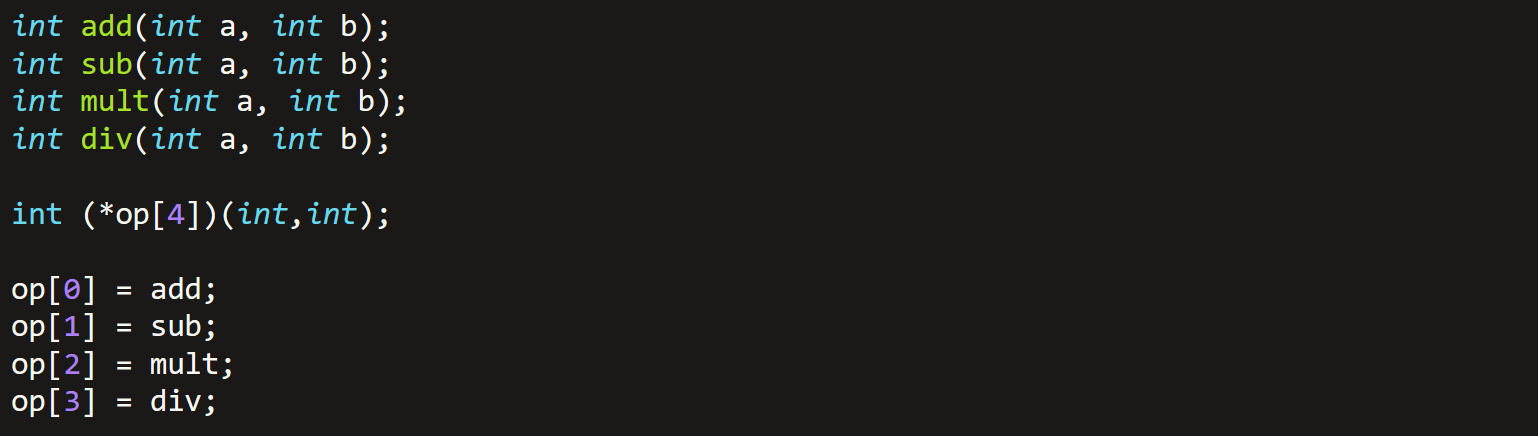 int add(int a, int b);
int sub(int a, int b);
int mult(int a, int b);
int div(int a, int b);
int (*op[4])(int,int);
op[0] = add;
op[1] = sub;
op[2] = mult;
op[3] = div;